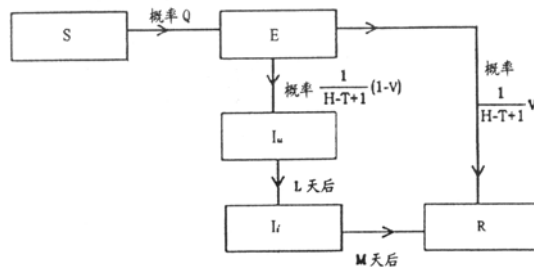 S
概率 Q
E
概率 1/(H-T+1) (1-V)
概率
1/(H-T+1) V
Iu
L 天后
Ii
M 天后
R